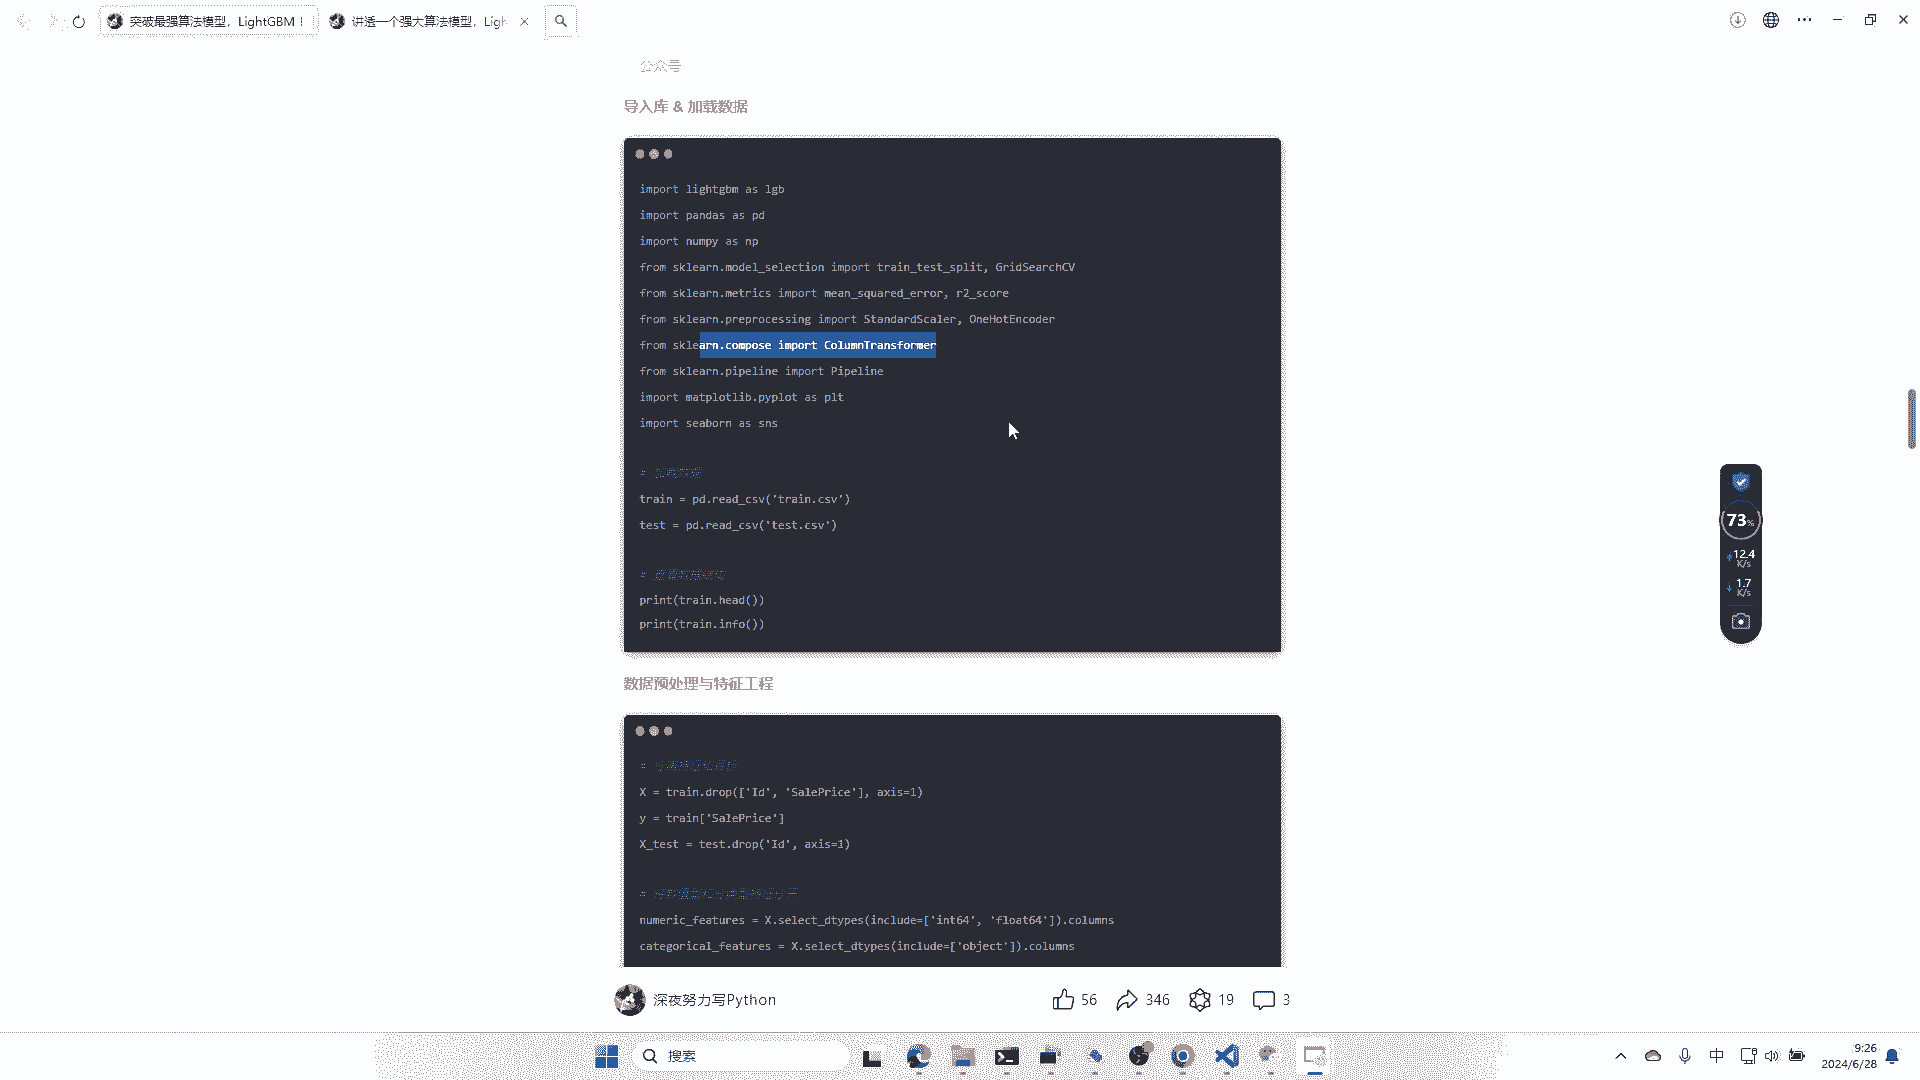 突破最强算法模型，LightGBM！
讲透一个强大算法模型，Ligh
公众号
导入库 & 加载数据
import lightgbm as lgb
import pandas as pd
import numpy as np
from sklearn.model_selection import train_test_split, GridSearchCV
from sklearn.metrics import mean_squared_error, r2_score
from sklearn.preprocessing import StandardScaler, OneHotEncoder
from sklearn.compose import ColumnTransformer
from sklearn.pipeline import Pipeline
import matplotlib.pyplot as plt
import seaborn as sns
train = pd.read_csv('train.csv')
test = pd.read_csv('test.csv')
print(train.head())
print(train.info())
数据预处理与特征工程
X = train.drop(['Id', 'SalePrice'], axis=1)
y = train['SalePrice']
X_test = test.drop('Id', axis=1)
numeric_features = X.select_dtypes(include=['int64', 'float64']).columns
categorical_features = X.select_dtypes(include=['object']).columns
深夜努力写Python
56
346
19
3
73%
12.4
K/s
1.7
K/s
搜索
中
9:26
2024/6/28